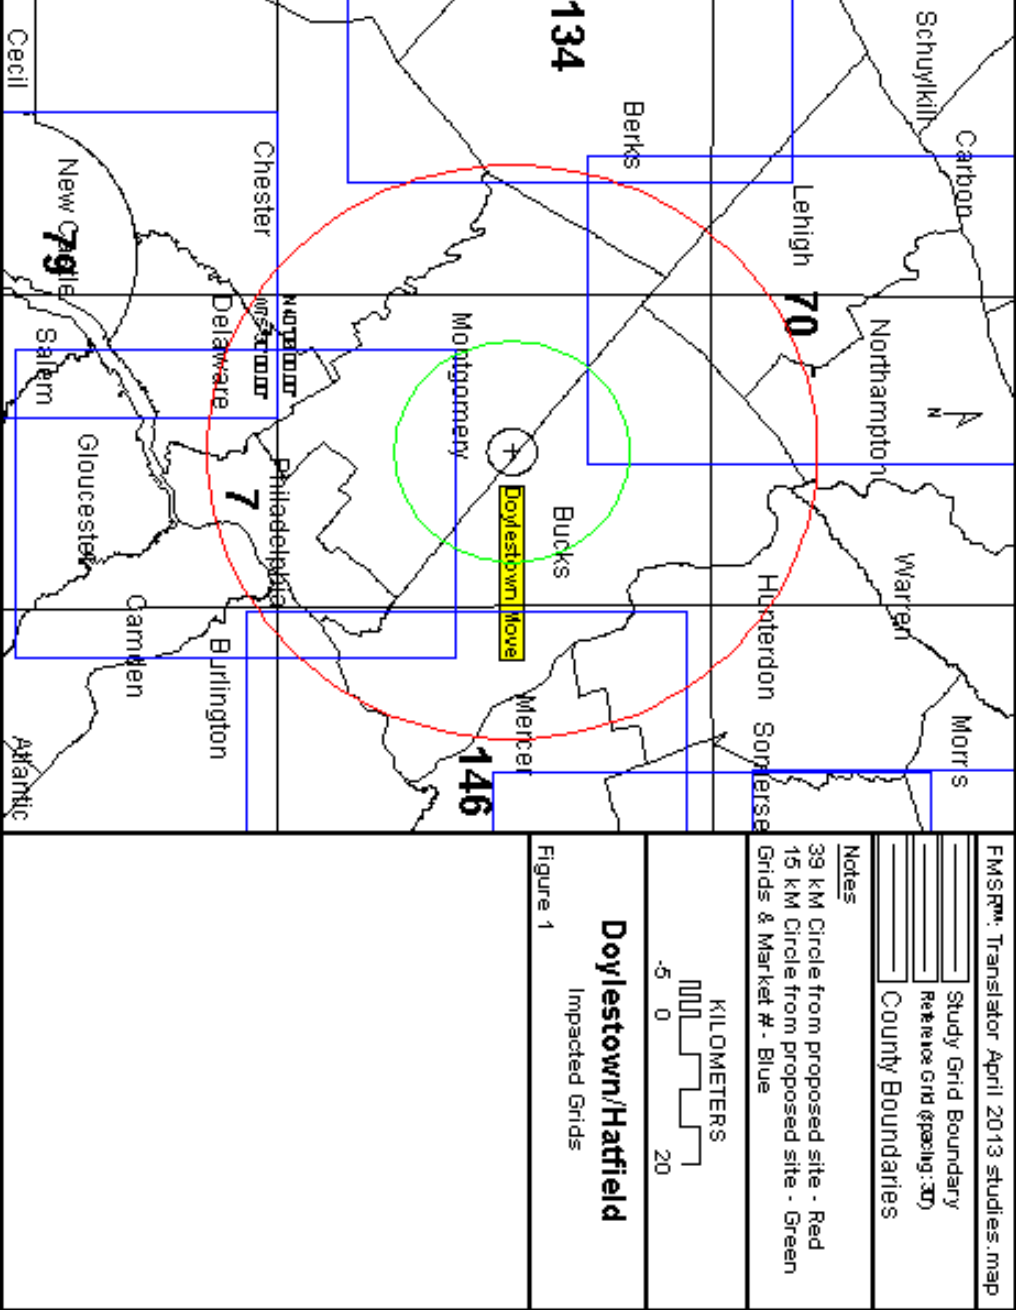 Schuylkill
Carbon
Lehigh
Northampton
70
N
Warren
Morris
Hunterdon
Somerse
134
Berks
Montgomery
Bucks
Doylestown Move
Mercer
146
Chester
Delaware
Philadelphia
7
Burlington
Camden
Gloucester
Salem
New Castle
79
Cecil
Atlantic
FMSR™: Translator April 2013 studies.map
Study Grid Boundary
Reference Grid (spacing: 30')
County Boundaries
Notes
39 kM Circle from proposed site - Red
15 kM Circle from proposed site - Green
Grids & Market # - Blue
KILOMETERS
-5 0 20
Doylestown/Hatfield
Impacted Grids
Figure 1